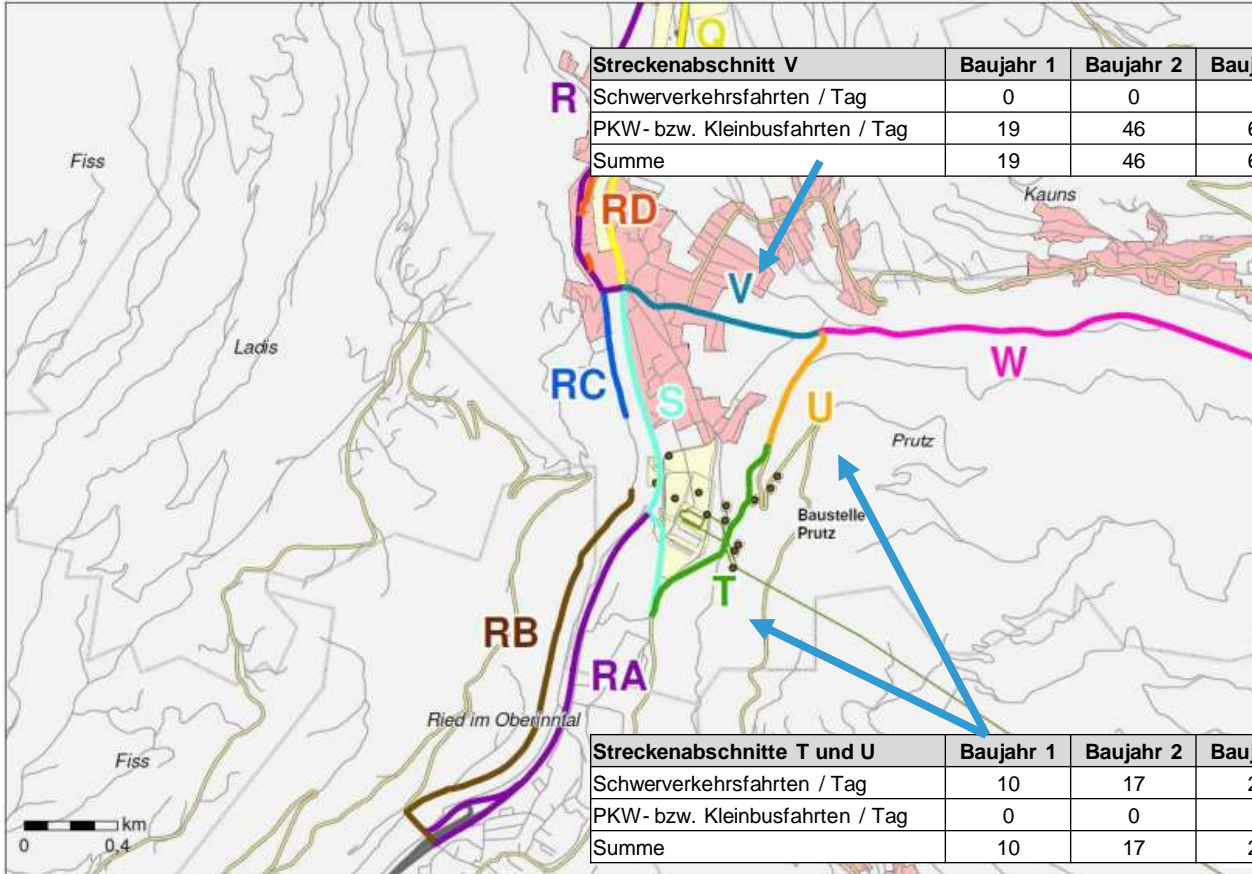 Q
Streckenabschnitt V Baujahr 1 Baujahr 2
Schwerverkehrsfahrten / Tag 0 0
PKW- bzw. Kleinbusfahrten / Tag 19 46
Summe 19 46
R
Fiss
Kauns
RD
V
Ladis
W
RC
S
U
Prutz
Baustelle
Prutz
T
RB
RA
Ried im Oberinntal
Fiss
Streckenabschnitte T und U Baujahr 1 Baujahr 2
Schwerverkehrsfahrten / Tag 10 17
PKW- bzw. Kleinbusfahrten / Tag 0 0
Summe 10 17
km
0 0,4